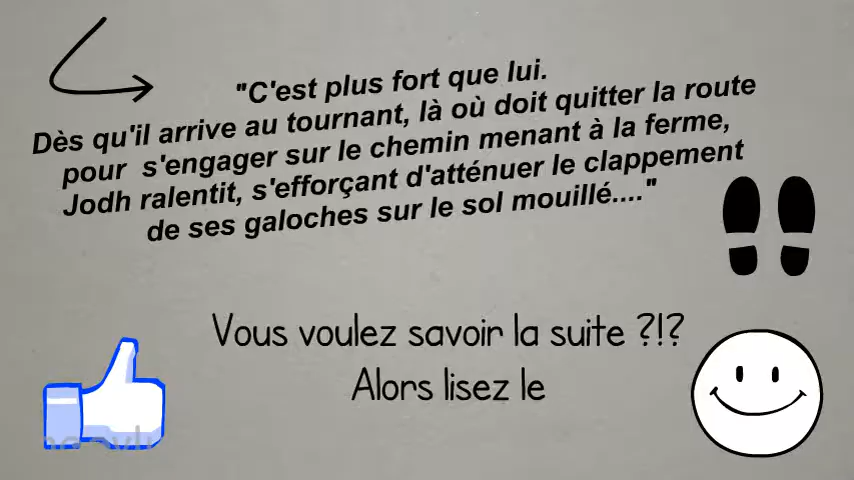 "C'est plus fort que lui.
Dès qu'il arrive au tournant, là où doit quitter la route
pour s'engager sur le chemin menant à la ferme,
Jodh ralentit, s'efforçant d'atténuer le clappement
de ses galoches sur le sol mouillé...."
Vous voulez savoir la suite ?!?
Alors lisez le